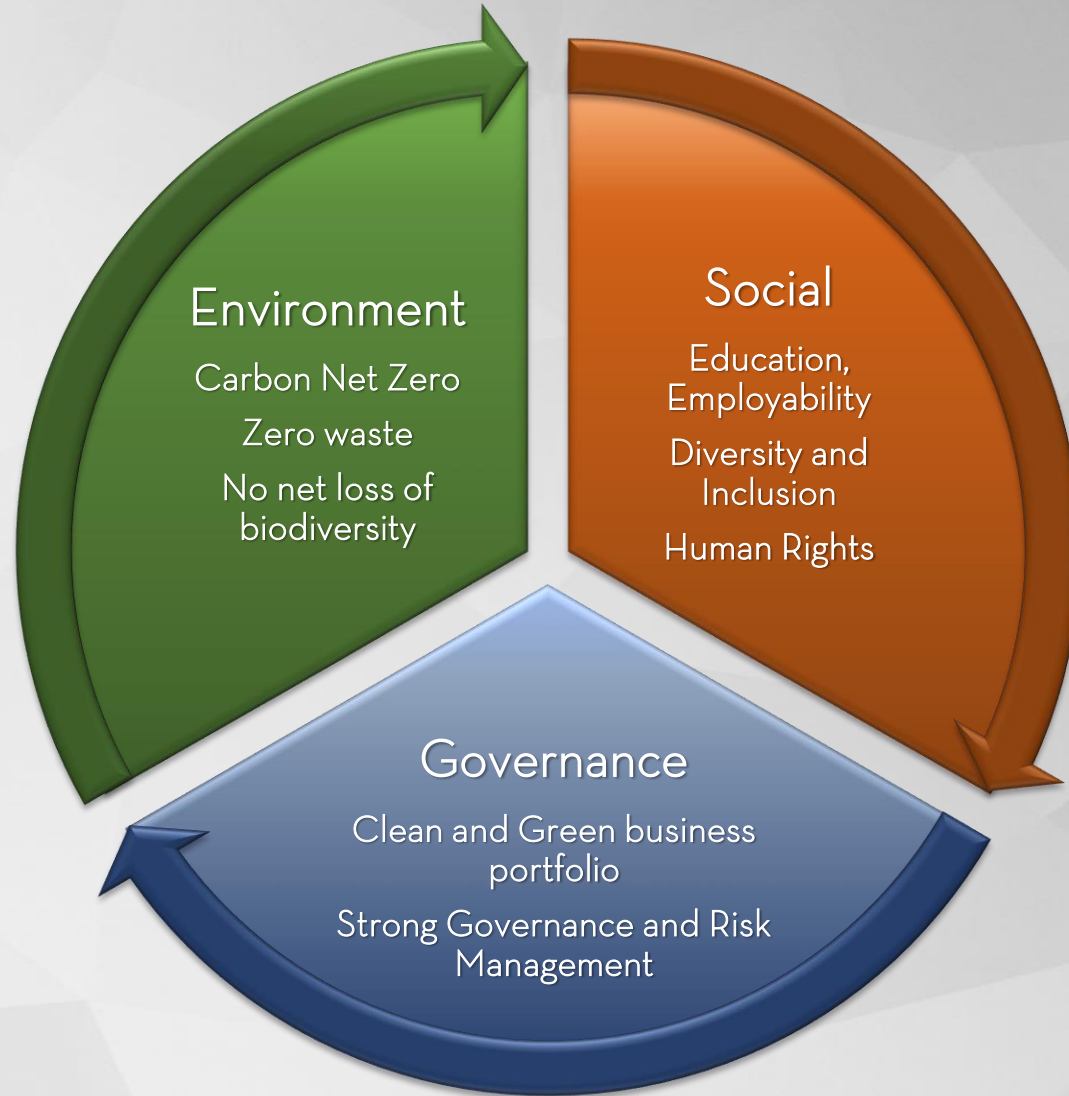 Environment
Carbon Net Zero
Zero waste
No net loss of
biodiversity
Social
Education,
Employability
Diversity and
Inclusion
Human Rights
Governance
Clean and Green business
portfolio
Strong Governance and Risk
Management